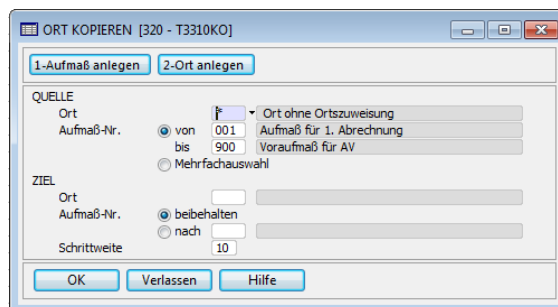 ORT KOPIEREN [320 - T3310KO]
1-Aufmaß anlegen 2-Ort anlegen
QUELLE
Ort * Ort ohne Ortszuweisung
Aufmaß-Nr. von 001 Aufmaß für 1. Abrechnung
bis 900 Voraufmaß für AV
Mehrfachauswahl
ZIEL
Ort
Aufmaß-Nr. beibehalten
nach
Schrittweite 10
OK Verlassen Hilfe